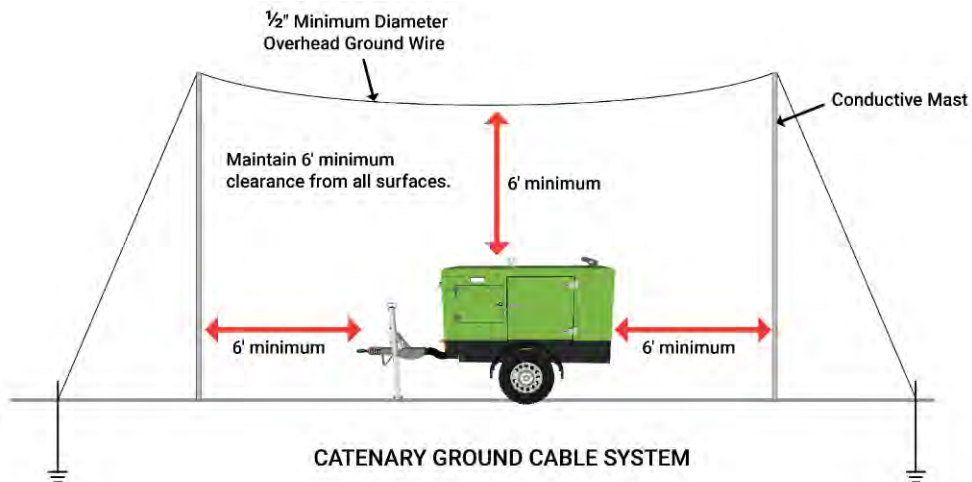 ½" Minimum Diameter
Overhead Ground Wire
Conductive Mast
Maintain 6' minimum
clearance from all surfaces.
6' minimum
6' minimum
6' minimum
CATENARY GROUND CABLE SYSTEM